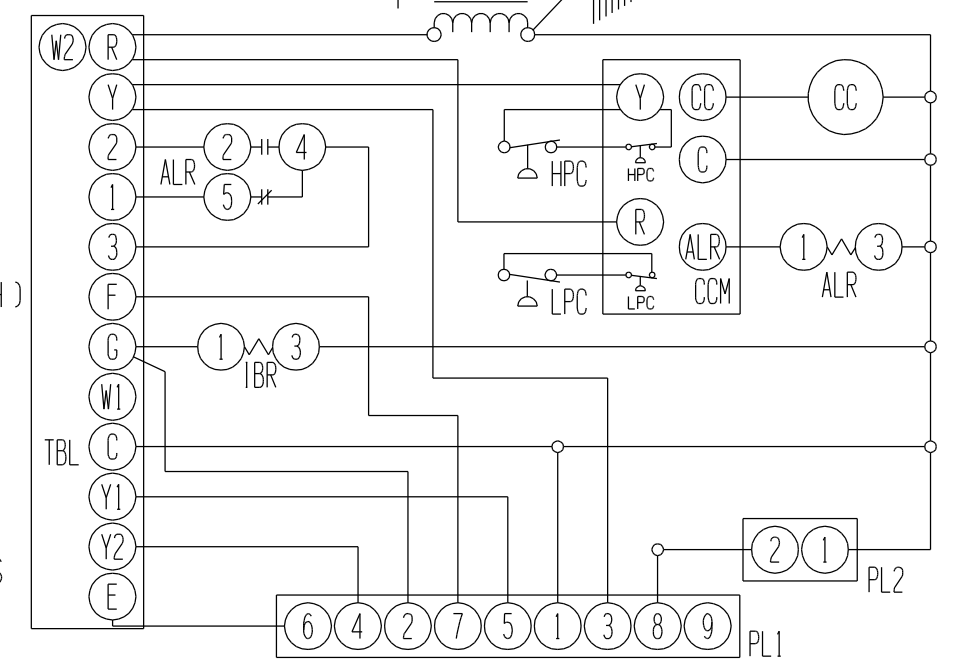 W2 R
Y CC CC
Y
2 2 4
HPC HPC
C
ALR
1 5
R
3 ALR 1 3
H )
F LPC LPC CCM ALR
G 1 3
IBR
W1
TBL C
Y1
Y2 2 1
S
PL2
E
6 4 2 7 5 1 3 8 9
PL1